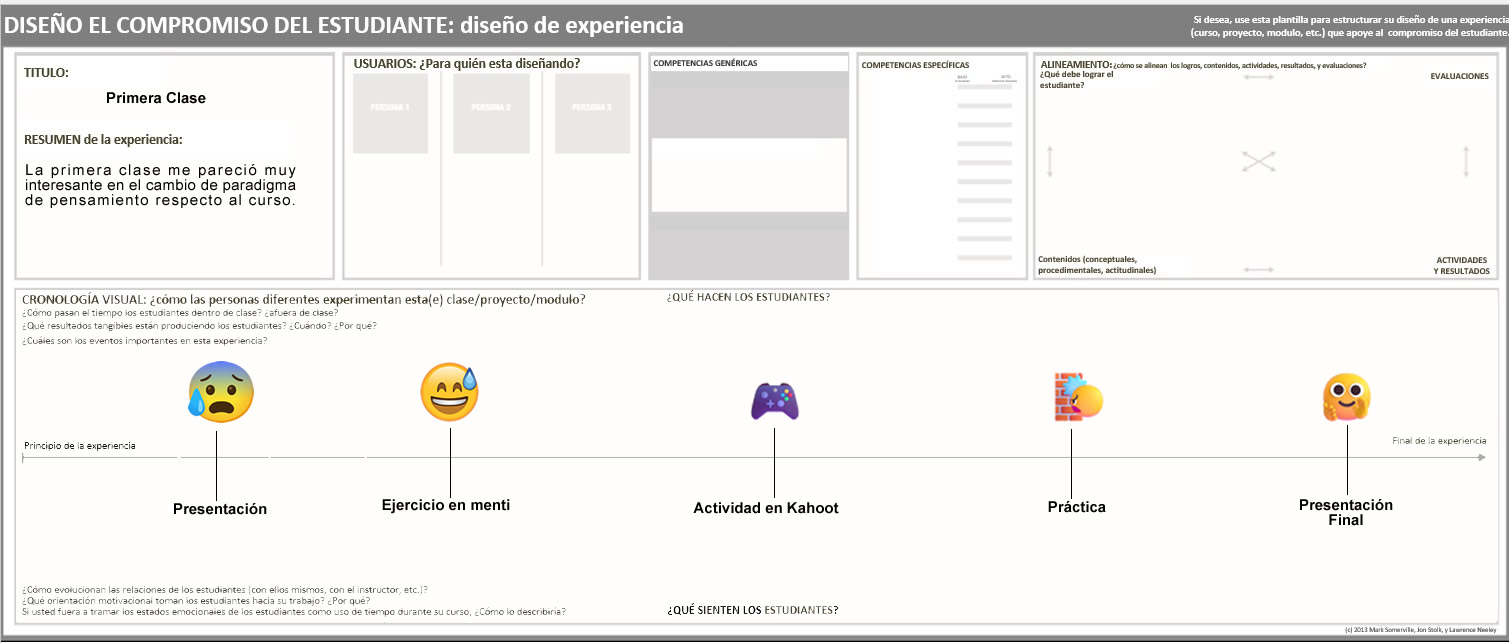 DISEÑO EL COMPROMISO DEL ESTUDIANTE: diseño de experiencia
Si desea, use esta plantilla para estructurar su diseño de una experiencia
(curso, proyecto, modulo, etc.) que apoye al compromiso del estudiante.
TITULO:
Primera Clase
RESUMEN de la experiencia:
La primera clase me pareció muy
interesante en el cambio de paradigma
de pensamiento respecto al curso.
USUARIOS: ¿Para quién esta diseñando?
PERSONA 1
PERSONA 2
PERSONA 3
COMPETENCIAS GENÉRICAS
COMPETENCIAS ESPECÍFICAS
BAJO
ALTO
ALINEAMIENTO: ¿cómo se alinean los logros, contenidos, actividades, resultados, y evaluaciones?
¿Qué debe lograr el
estudiante?
EVALUACIONES
Contenidos (conceptuales,
procedimentales, actitudinales)
ACTIVIDADES
Y RESULTADOS
CRONOLOGÍA VISUAL: ¿cómo las personas diferentes experimentan esta(e) clase/proyecto/modulo?
¿QUÉ HACEN LOS ESTUDIANTES?
¿Cómo pasan el tiempo los estudiantes dentro de clase? ¿afuera de clase?
¿Qué resultados tangibles están produciendo los estudiantes? ¿Cuándo? ¿Por qué?
¿Cuáles son los eventos importantes en esta experiencia?
Principio de la experiencia
Final de la experiencia
Presentación
Ejercicio en menti
Actividad en Kahoot
Práctica
Presentación
Final
¿Cómo evolucionan las relaciones de los estudiantes (con ellos mismos, con el instructor, etc.)?
¿Qué orientación motivacional toman los estudiantes hacia su trabajo? ¿Por qué?
Si usted fuera a tramar los estados emocionales de los estudiantes como uso de tiempo durante su curso, ¿Cómo lo describiria?
¿QUÉ SIENTEN LOS ESTUDIANTES?
(c) 2013 Mark Somerville, Jon Stolk, y Lawrence Neeley